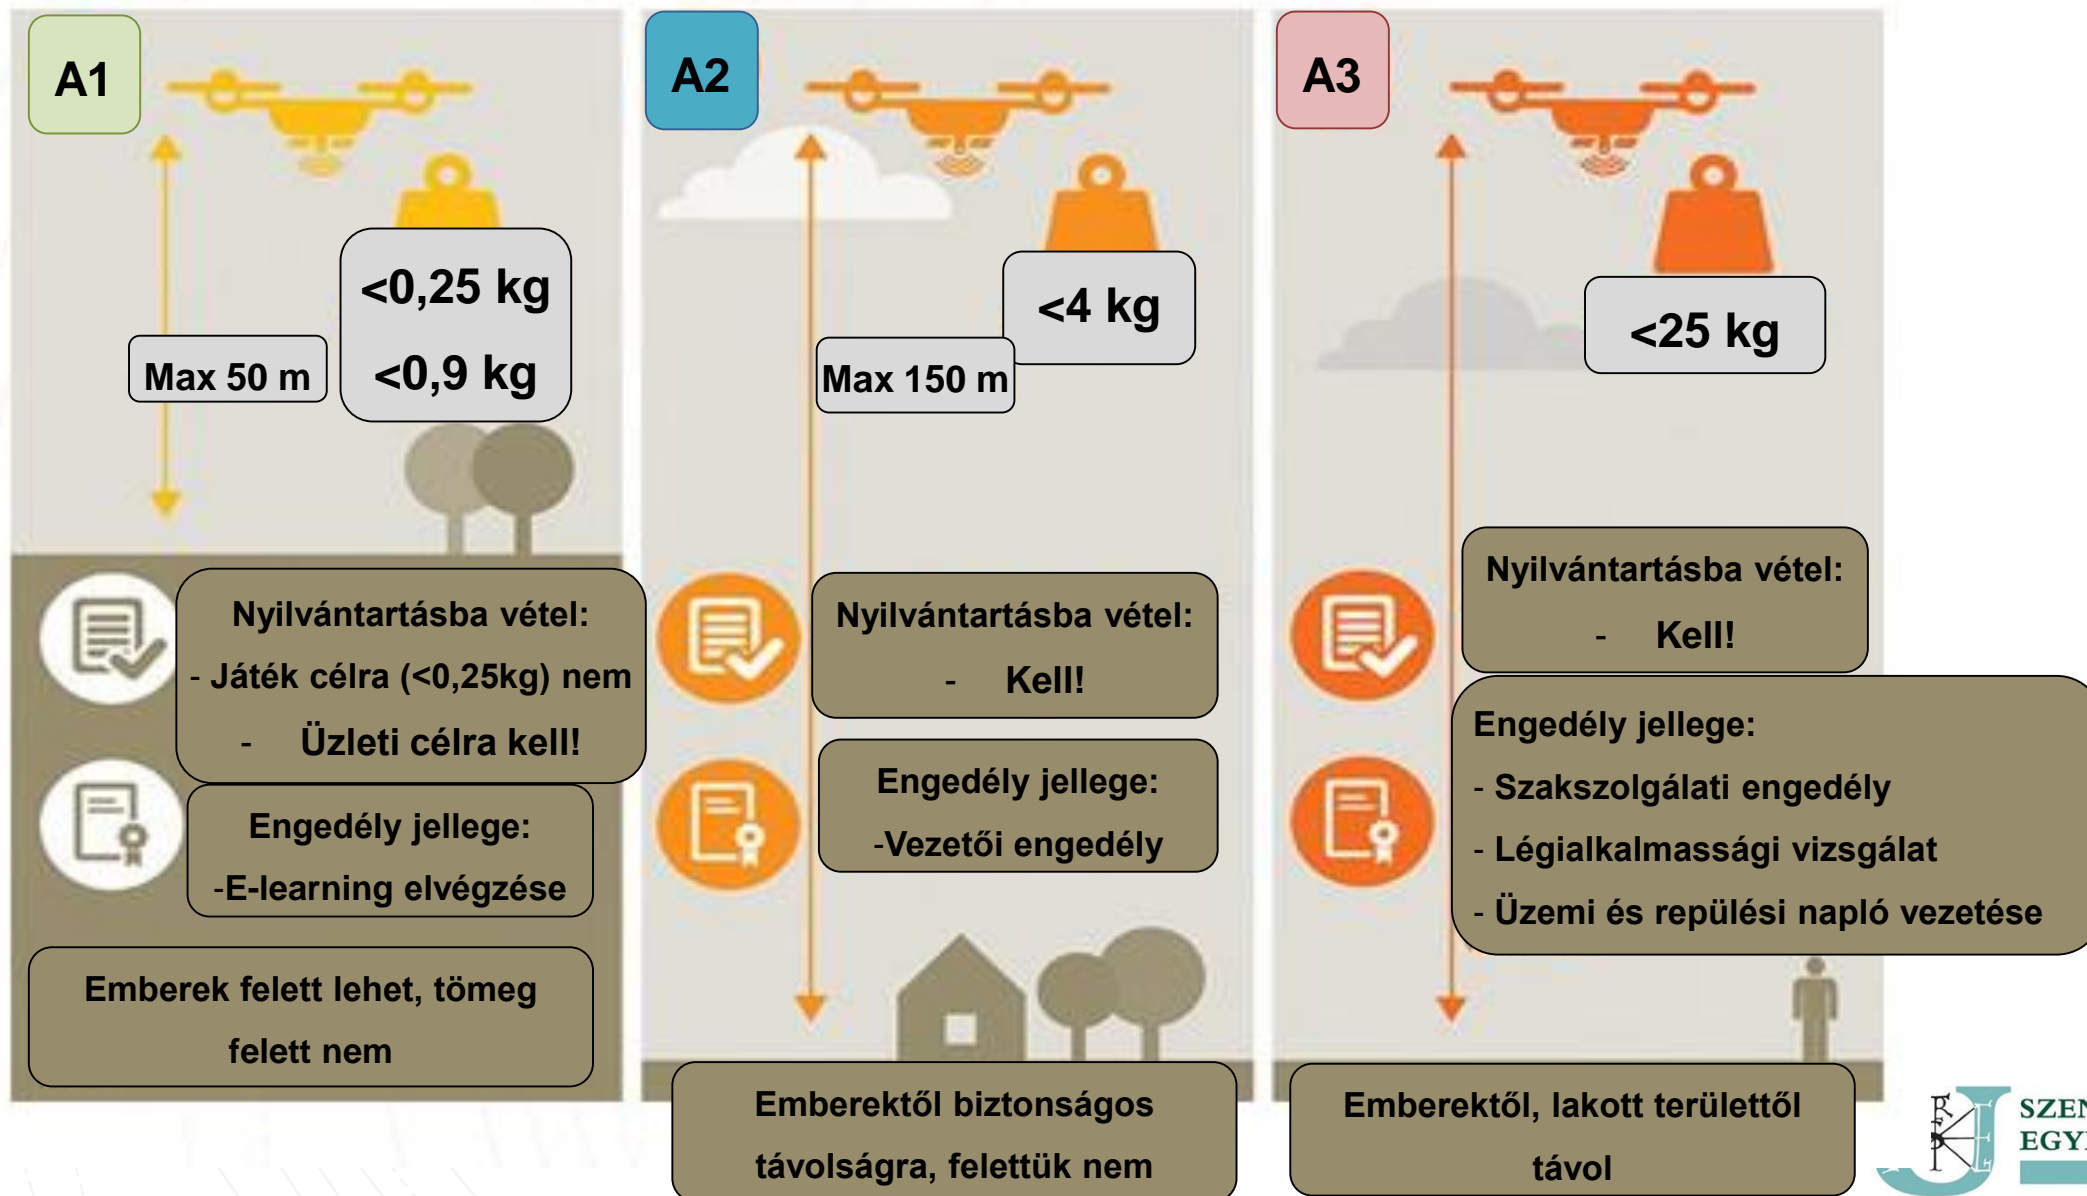 A1
<0,25 kg
<0,9 kg
Max 50 m
Nyilvántartásba vétel:
- Játék célra (<0,25kg) nem
- Üzleti célra kell!
Engedély jellege:
-E-learning elvégzése
Emberek felett lehet, tömeg
felett nem
A2
<4 kg
Max 150 m
Nyilvántartásba vétel:
- Kell!
Engedély jellege:
-Vezetői engedély
Emberektől biztonságos
távolságra, felettük nem
A3
<25 kg
Nyilvántartásba vétel:
- Kell!
Engedély jellege:
- Szakszolgálati engedély
- Légialkalmassági vizsgálat
- Üzemi és repülési napló vezetése
Emberektől, lakott területtől
távol